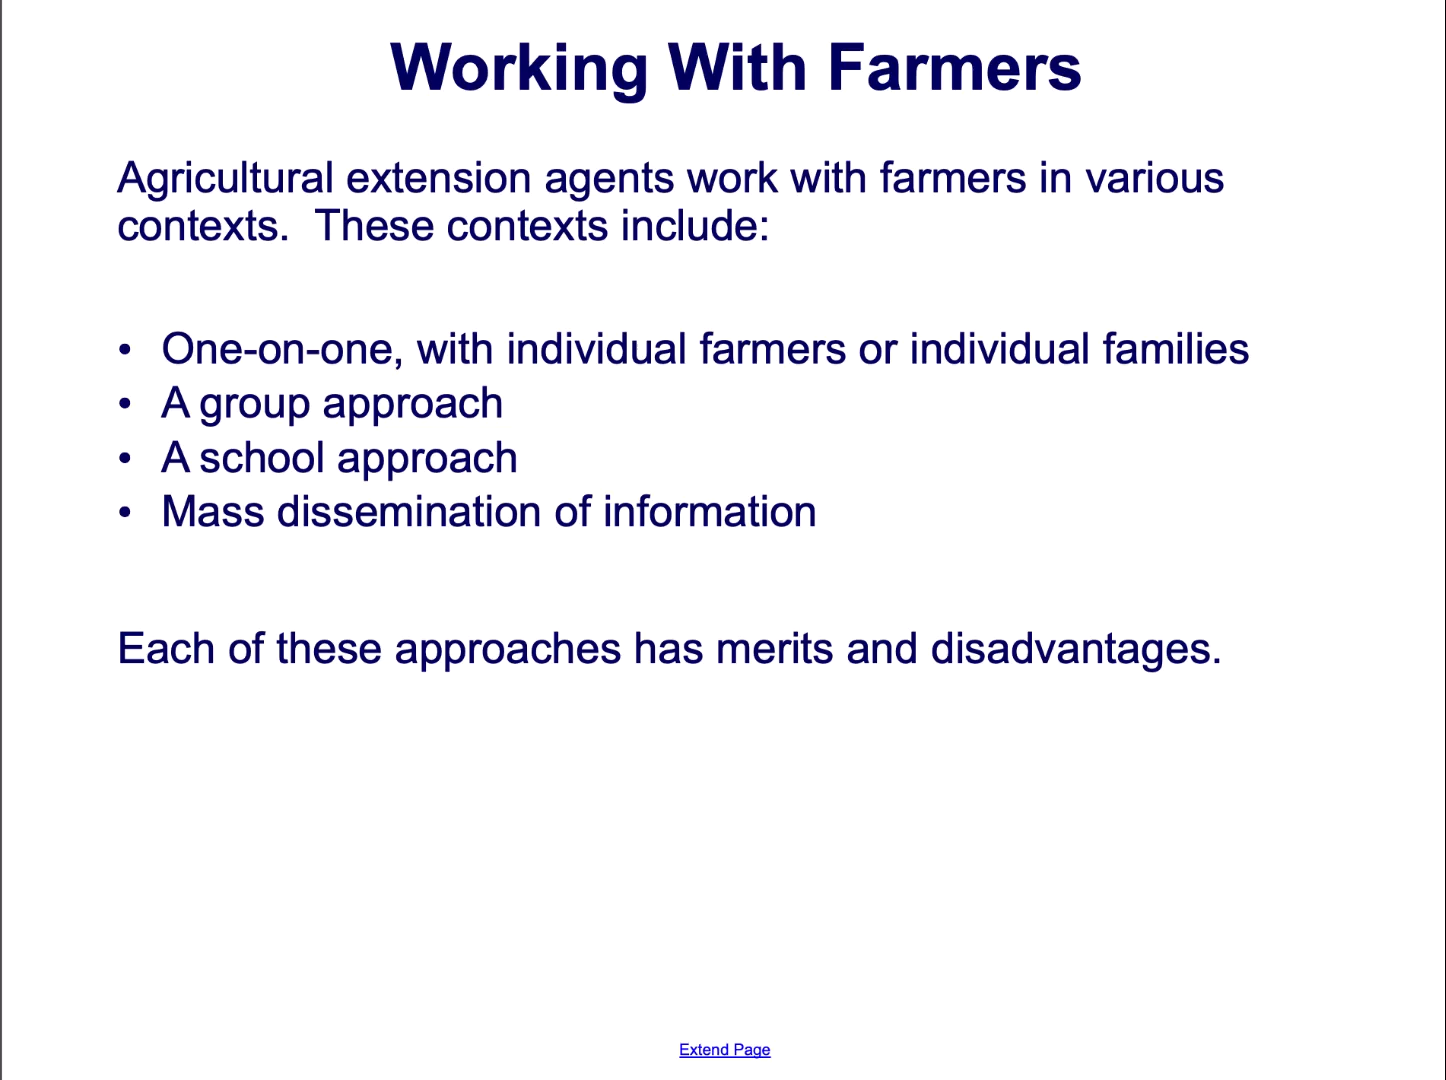 Working With Farmers
Agricultural extension agents work with farmers in various
contexts.  These contexts include:
• One-on-one, with individual farmers or individual families
• A group approach
• A school approach
• Mass dissemination of information
Each of these approaches has merits and disadvantages.
Extend Page